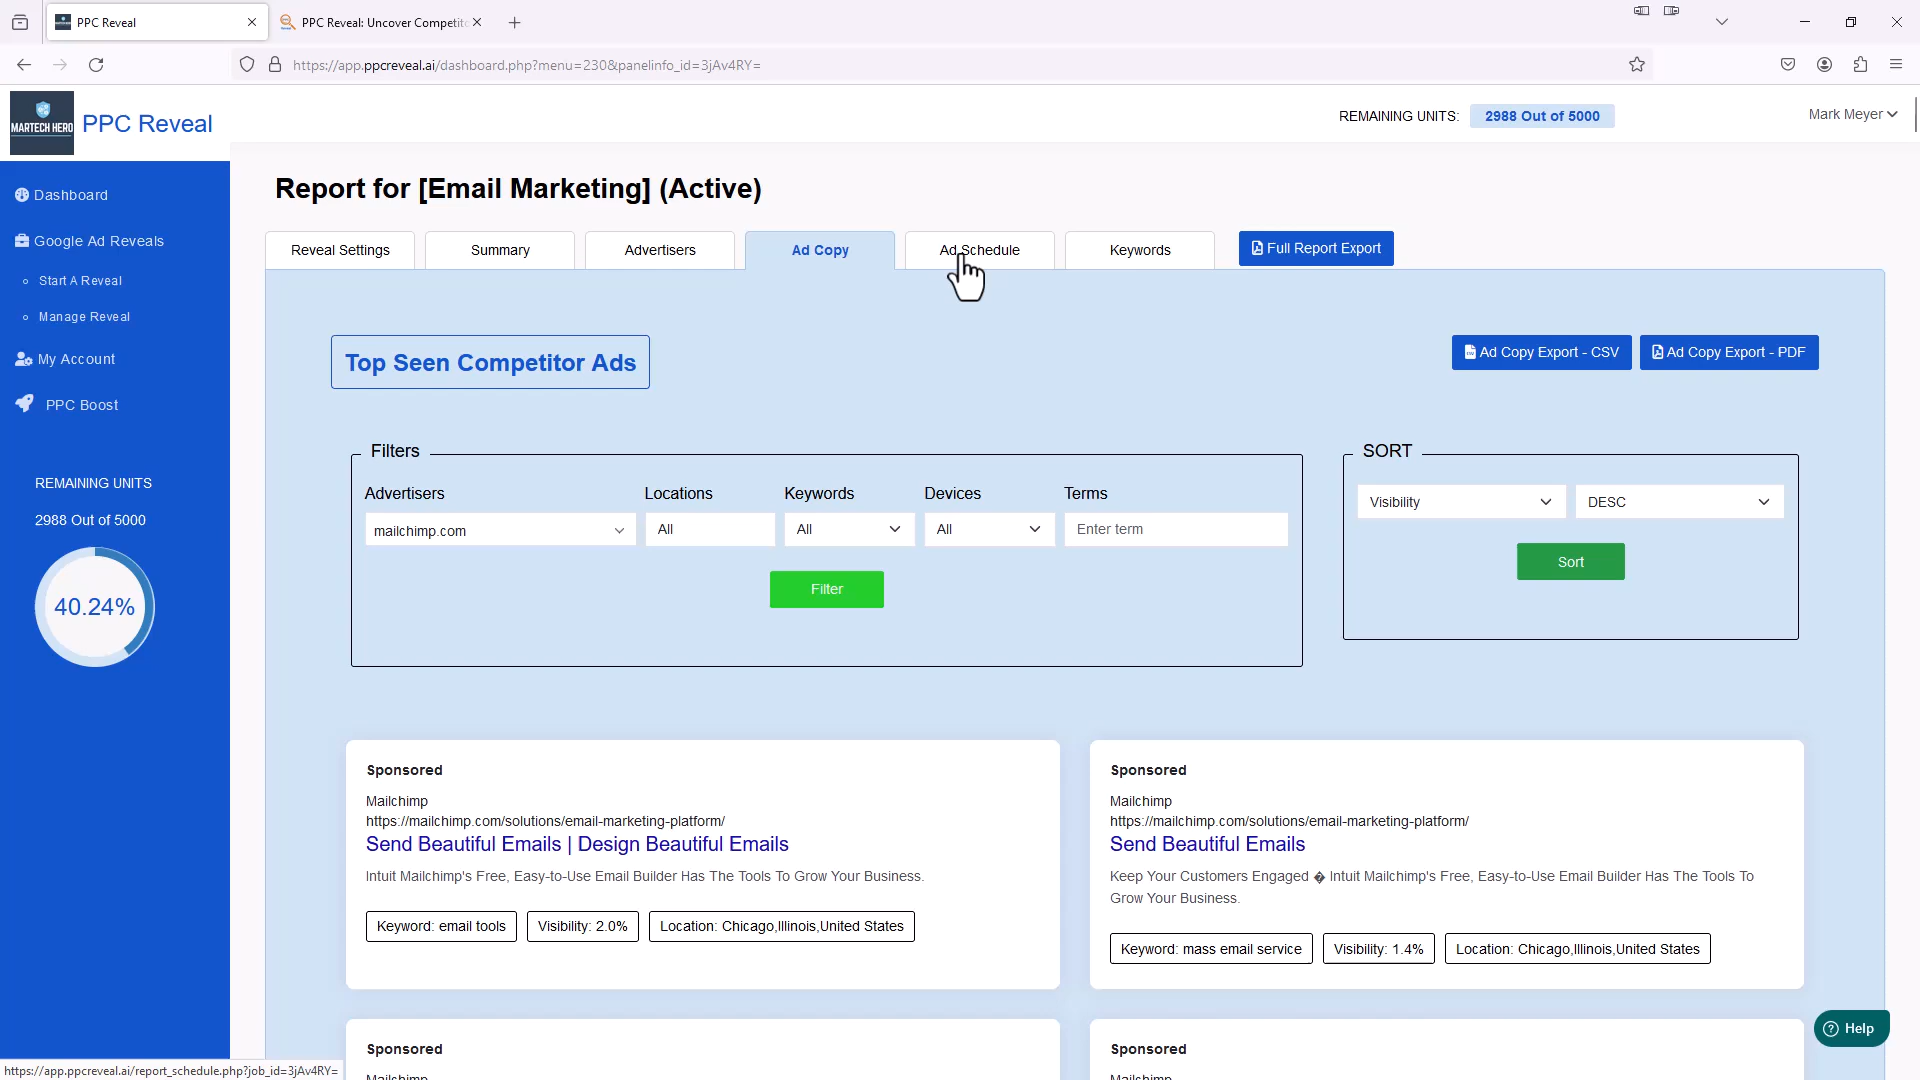 PPC Reveal
PPC Reveal: Uncover Competito
https://app.ppcreveal.ai/dashboard.php?menu=230&panelinfo_id=3jAv4RY=
MARTECH HERO
PPC Reveal
REMAINING UNITS: 2988 Out of 5000
Mark Meyer
Dashboard
Google Ad Reveals
Start A Reveal
Manage Reveal
My Account
PPC Boost
REMAINING UNITS
2988 Out of 5000
40.24%
Report for [Email Marketing] (Active)
Reveal Settings
Summary
Advertisers
Ad Copy
Ad Schedule
Keywords
Full Report Export
Top Seen Competitor Ads
Ad Copy Export - CSV
Ad Copy Export - PDF
Filters
Advertisers
Locations
Keywords
Devices
Terms
mailchimp.com
All
All
All
Enter term
Filter
SORT
Visibility
DESC
Sort
Sponsored
Mailchimp
https://mailchimp.com/solutions/email-marketing-platform/
Send Beautiful Emails | Design Beautiful Emails
Intuit Mailchimp's Free, Easy-to-Use Email Builder Has The Tools To Grow Your Business.
Keyword: email tools
Visibility: 2.0%
Location: Chicago,Illinois,United States
Sponsored
Mailchimp
https://mailchimp.com/solutions/email-marketing-platform/
Send Beautiful Emails
Keep Your Customers Engaged � Intuit Mailchimp's Free, Easy-to-Use Email Builder Has The Tools To
Grow Your Business.
Keyword: mass email service
Visibility: 1.4%
Location: Chicago,Illinois,United States
Sponsored
Mailchimp
Sponsored
Mailchimp
Help
https://app.ppcreveal.ai/report_schedule.php?job_id=3jAv4RY=